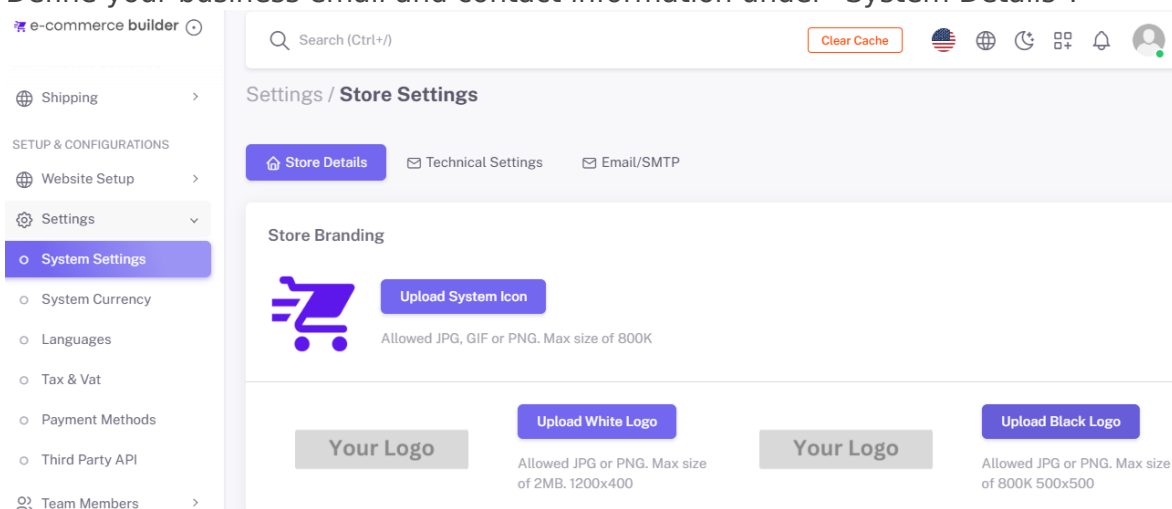 Define your business email and contact information under "System Details".
e-commerce builder
Search (Ctrl+/)
Clear Cache
Shipping
Settings / Store Settings
SETUP & CONFIGURATIONS
Website Setup
Settings
System Settings
System Currency
Languages
Tax & Vat
Payment Methods
Third Party API
Team Members
Store Details
Technical Settings
Email/SMTP
Store Branding
Upload System Icon
Allowed JPG, GIF or PNG. Max size of 800K
Your Logo
Upload White Logo
Allowed JPG or PNG. Max size
of 2MB. 1200x400
Your Logo
Upload Black Logo
Allowed JPG or PNG. Max size
of 800K 500x500